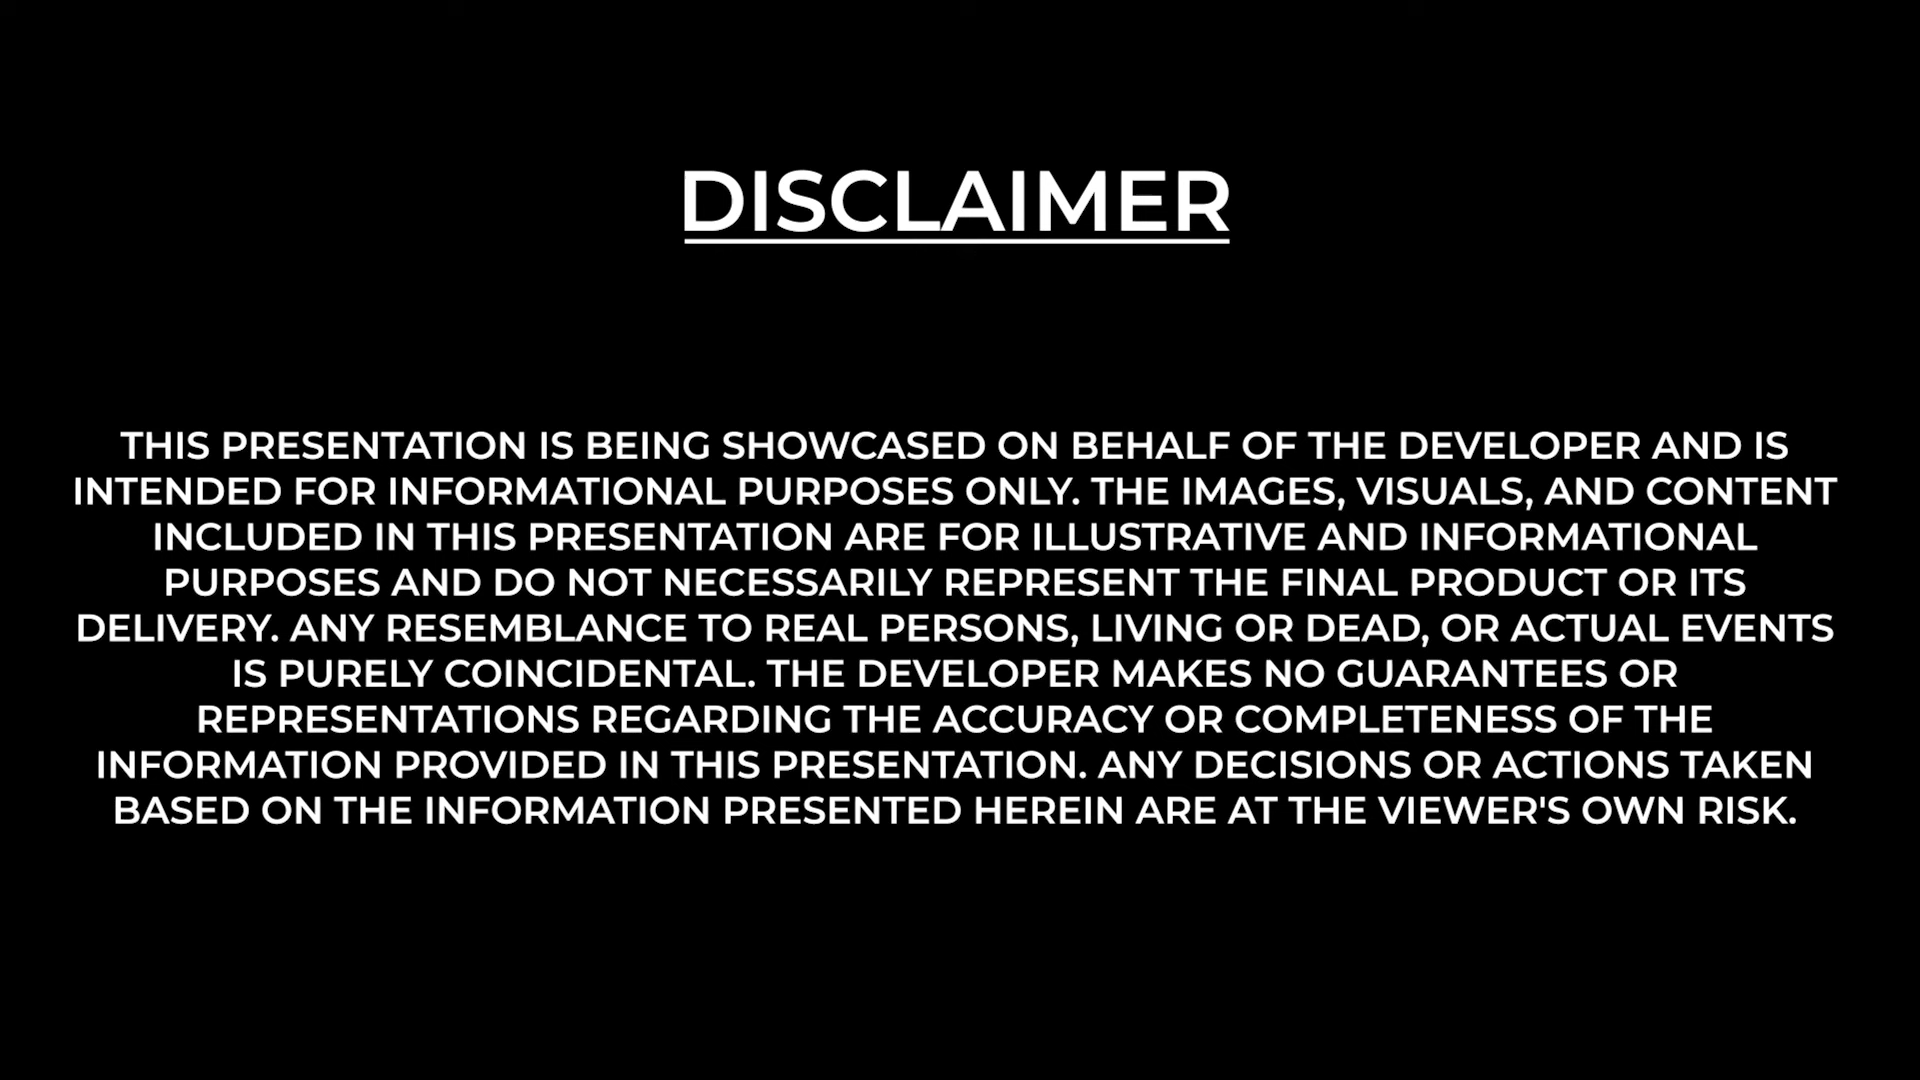 DISCLAIMER
THIS PRESENTATION IS BEING SHOWCASED ON BEHALF OF THE DEVELOPER AND IS
INTENDED FOR INFORMATIONAL PURPOSES ONLY. THE IMAGES, VISUALS, AND CONTENT
INCLUDED IN THIS PRESENTATION ARE FOR ILLUSTRATIVE AND INFORMATIONAL
PURPOSES AND DO NOT NECESSARILY REPRESENT THE FINAL PRODUCT OR ITS
DELIVERY. ANY RESEMBLANCE TO REAL PERSONS, LIVING OR DEAD, OR ACTUAL EVENTS
IS PURELY COINCIDENTAL. THE DEVELOPER MAKES NO GUARANTEES OR
REPRESENTATIONS REGARDING THE ACCURACY OR COMPLETENESS OF THE
INFORMATION PROVIDED IN THIS PRESENTATION. ANY DECISIONS OR ACTIONS TAKEN
BASED ON THE INFORMATION PRESENTED HEREIN ARE AT THE VIEWER'S OWN RISK.